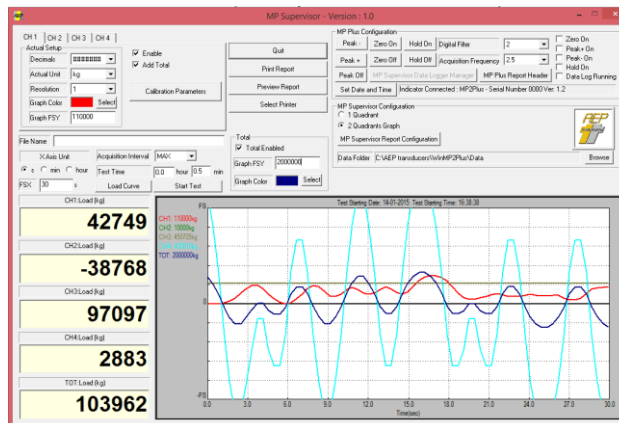 MP Supervisor - Version : 1.0
CH 1 CH 2 CH 3 CH 4
Actual Setup
Decimals
Actual Unit kg
Resolution 1
Graph Color Select
Graph FSY 110000
Enable
Add Total
Calibration Parameters
Quit
Print Report
Preview Report
Select Printer
MP Plus Configuration
Peak - Zero On Hold On Digital Filter 2
Peak + Zero Off Hold Off Acquisition Frequency 2.5
Peak Off MP Supervisor Data Logger Manager MP Plus Report Header
Zero On
Peak+ On
Peak- On
Hold On
Data Log Running
Set Date and Time Indicator Connected : MP2Plus - Serial Number 0000 Ver. 1.2
MP Supervisor Configuration
1 Quadrant
2 Quadrants Graph
MP Supervisor Report Configuration
AEP
Data Folder C:\AEP transducers\WinMP2Plus\Data Browse
File Name
X Axis Unit Acquisition Interval MAX
s min hour Test Time 0.0 hour 0.5 min
FSX 30 s Load Curve Start Test
Total
Total Enabled
Graph FSY 2000000
Graph Color Select
CH1:Load [kg]
42749
CH2:Load [kg]
-38768
CH3:Load [kg]
97097
CH4:Load [kg]
2883
TOT:Load [kg]
103962
Test Starting Date: 14-01-2015 Test Starting Time: 16:38:38
FS
CH1: 110000kg
CH2: 10000kg
TOT: 2000000kg
0
-FS
0.0 3.0 6.0 9.0 12.0 15.0 18.0 21.0 24.0 27.0 30.0
Time(sec)